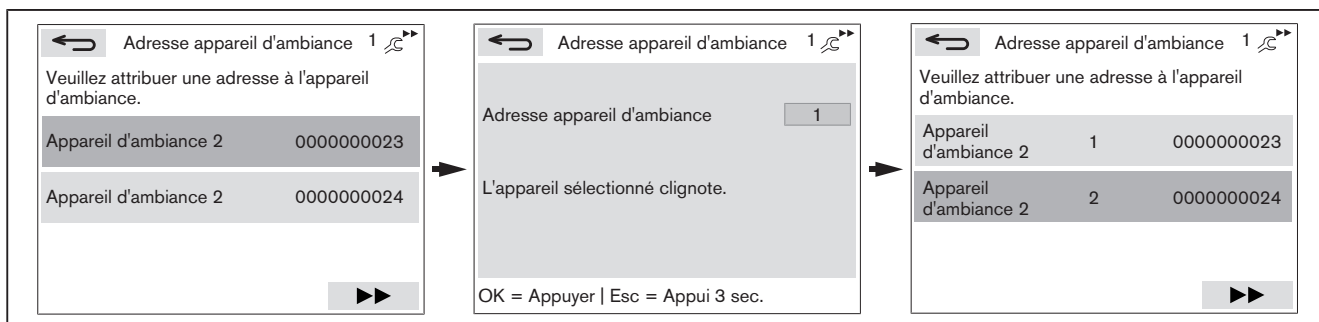 Adresse appareil d'ambiance 1
Veuillez attribuer une adresse à l'appareil
d'ambiance.
Appareil d'ambiance 2 0000000023
Appareil d'ambiance 2 0000000024
Adresse appareil d'ambiance 1
Adresse appareil d'ambiance 1
L'appareil sélectionné clignote.
OK = Appuyer | Esc = Appui 3 sec.
Adresse appareil d'ambiance 1
Veuillez attribuer une adresse à l'appareil
d'ambiance.
Appareil
d'ambiance 2 1 0000000023
Appareil
d'ambiance 2 2 0000000024